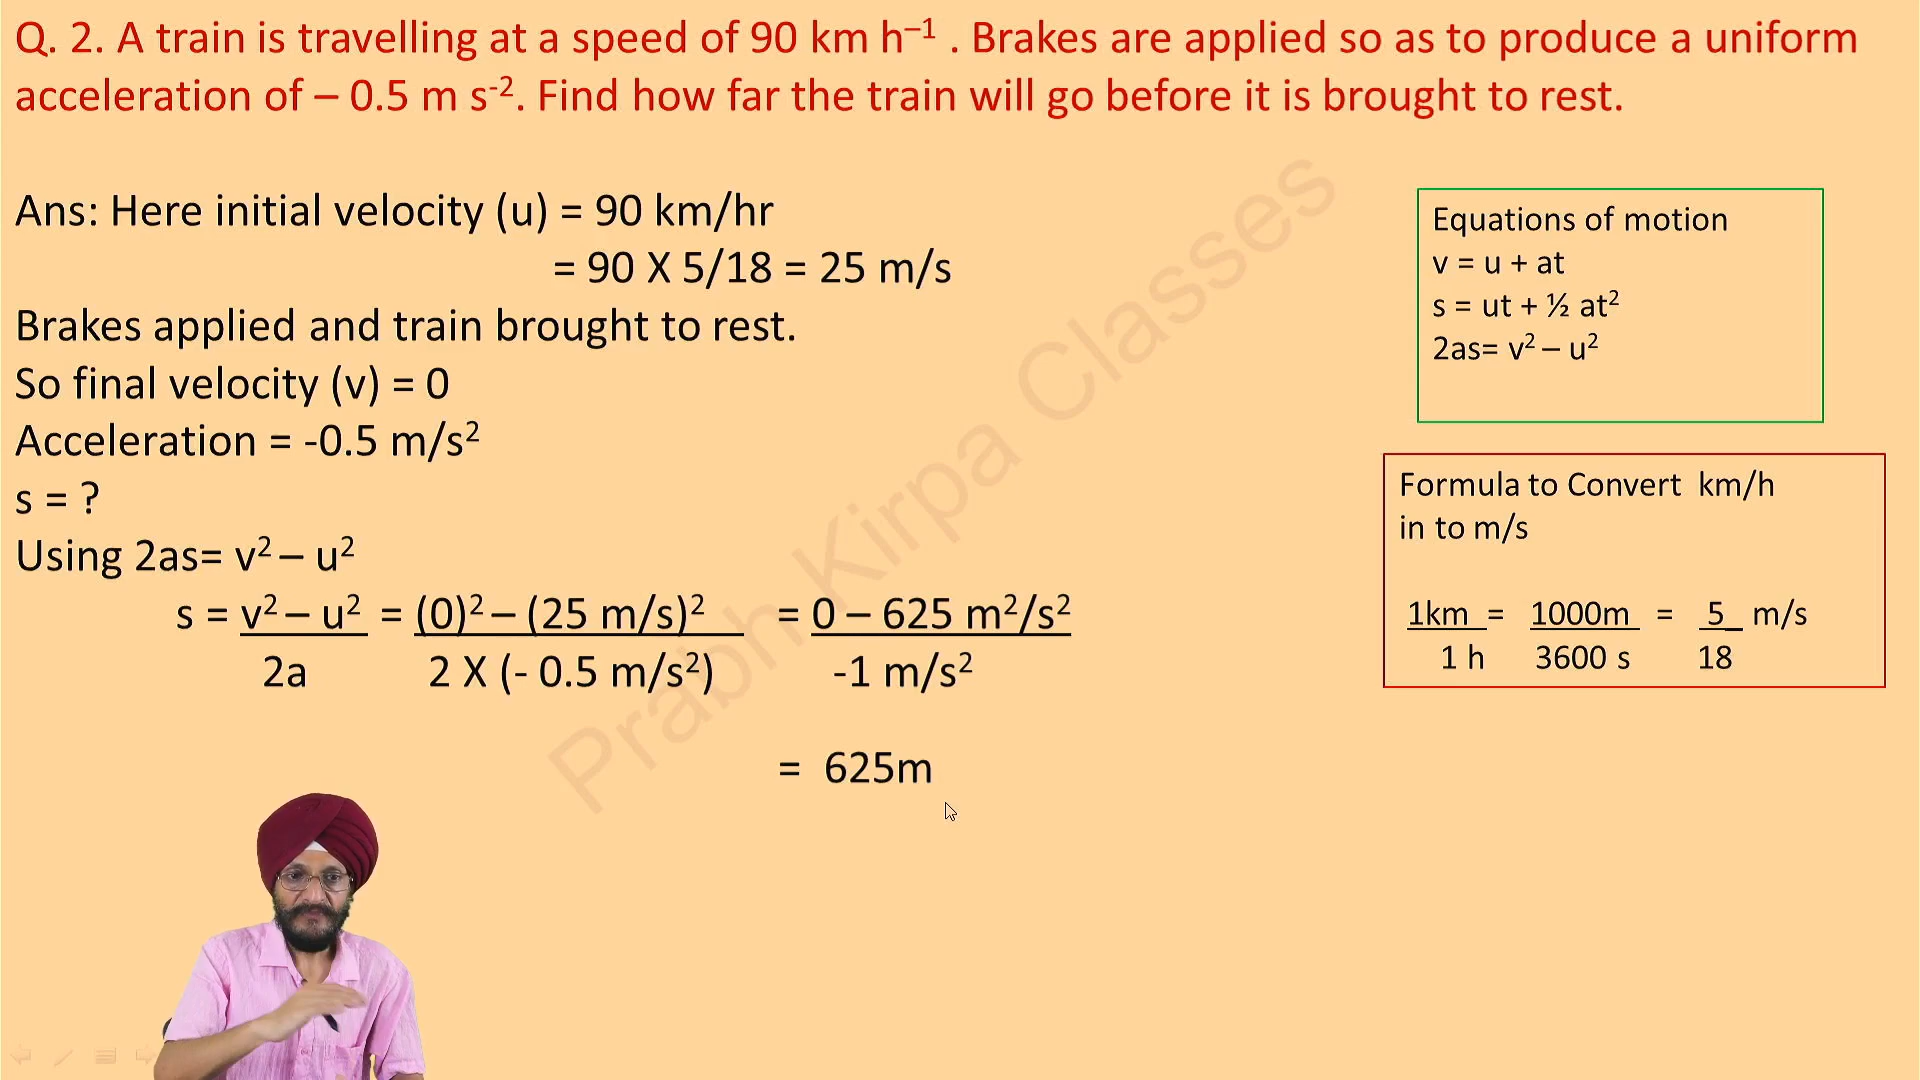 Q. 2. A train is travelling at a speed of 90 km h⁻¹ . Brakes are applied so as to produce a uniform
acceleration of – 0.5 m s⁻². Find how far the train will go before it is brought to rest.
Ans: Here initial velocity (u) = 90 km/hr
= 90 X 5/18 = 25 m/s
Brakes applied and train brought to rest.
So final velocity (v) = 0
Acceleration = -0.5 m/s²
s = ?
Using 2as= v² – u²
s = v² – u² = (0)² – (25 m/s)² = 0 – 625 m²/s²
2a 2 X (- 0.5 m/s²) -1 m/s²
= 625m
Equations of motion
v = u + at
s = ut + ½ at²
2as= v² – u²
Formula to Convert km/h
in to m/s
1km = 1000m = 5 m/s
1 h 3600 s 18
Prabh Kirpa Classes